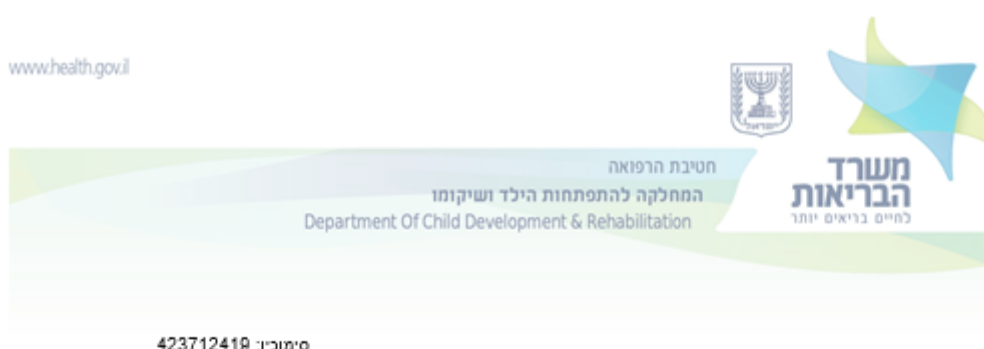 www.health.gov.il
ישראל
משרד
הבריאות
לחיים בריאים יותר
חטיבת הרפואה
המחלקה להתפתחות הילד ושיקומו
Department Of Child Development & Rehabilitation
סימוכין: 423712419